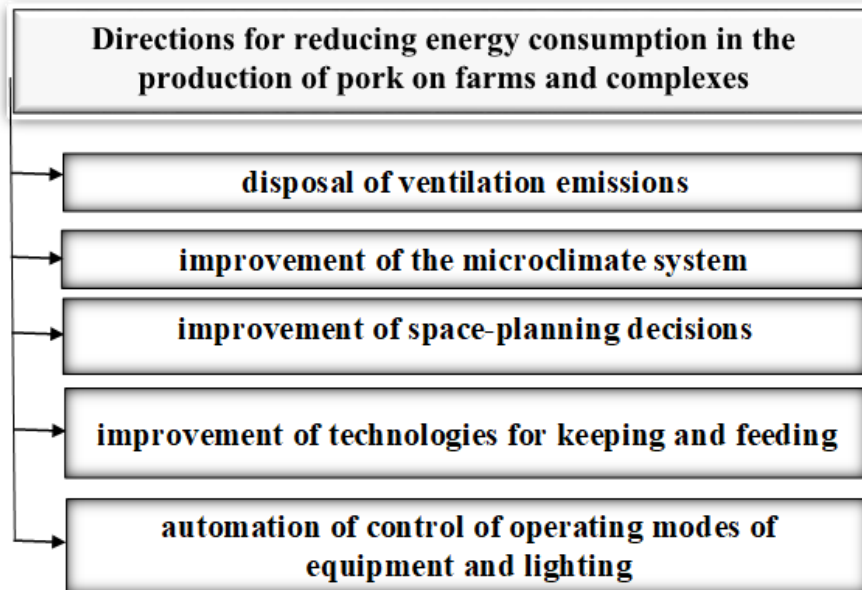 Directions for reducing energy consumption in the
production of pork on farms and complexes
disposal of ventilation emissions
improvement of the microclimate system
improvement of space-planning decisions
improvement of technologies for keeping and feeding
automation of control of operating modes of
equipment and lighting